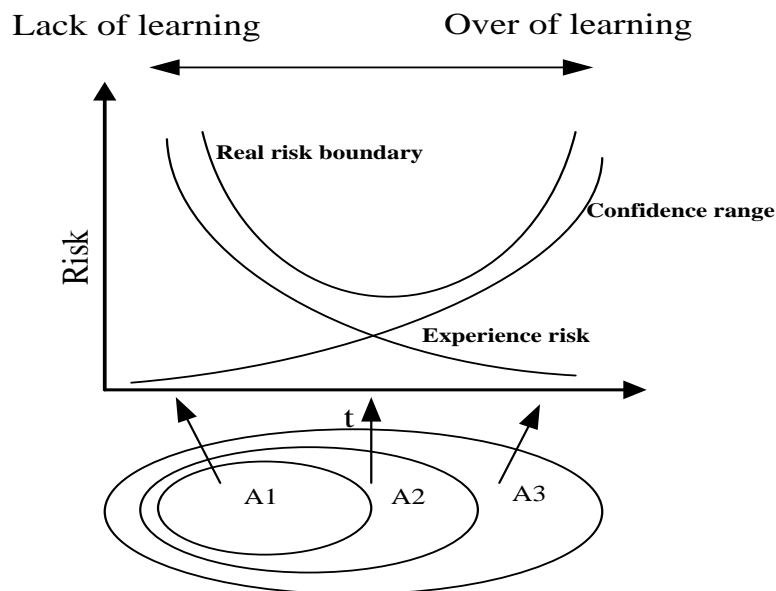 Lack of learning
Over of learning
Real risk boundary
Confidence range
Risk
Experience risk
t
A1
A2
A3